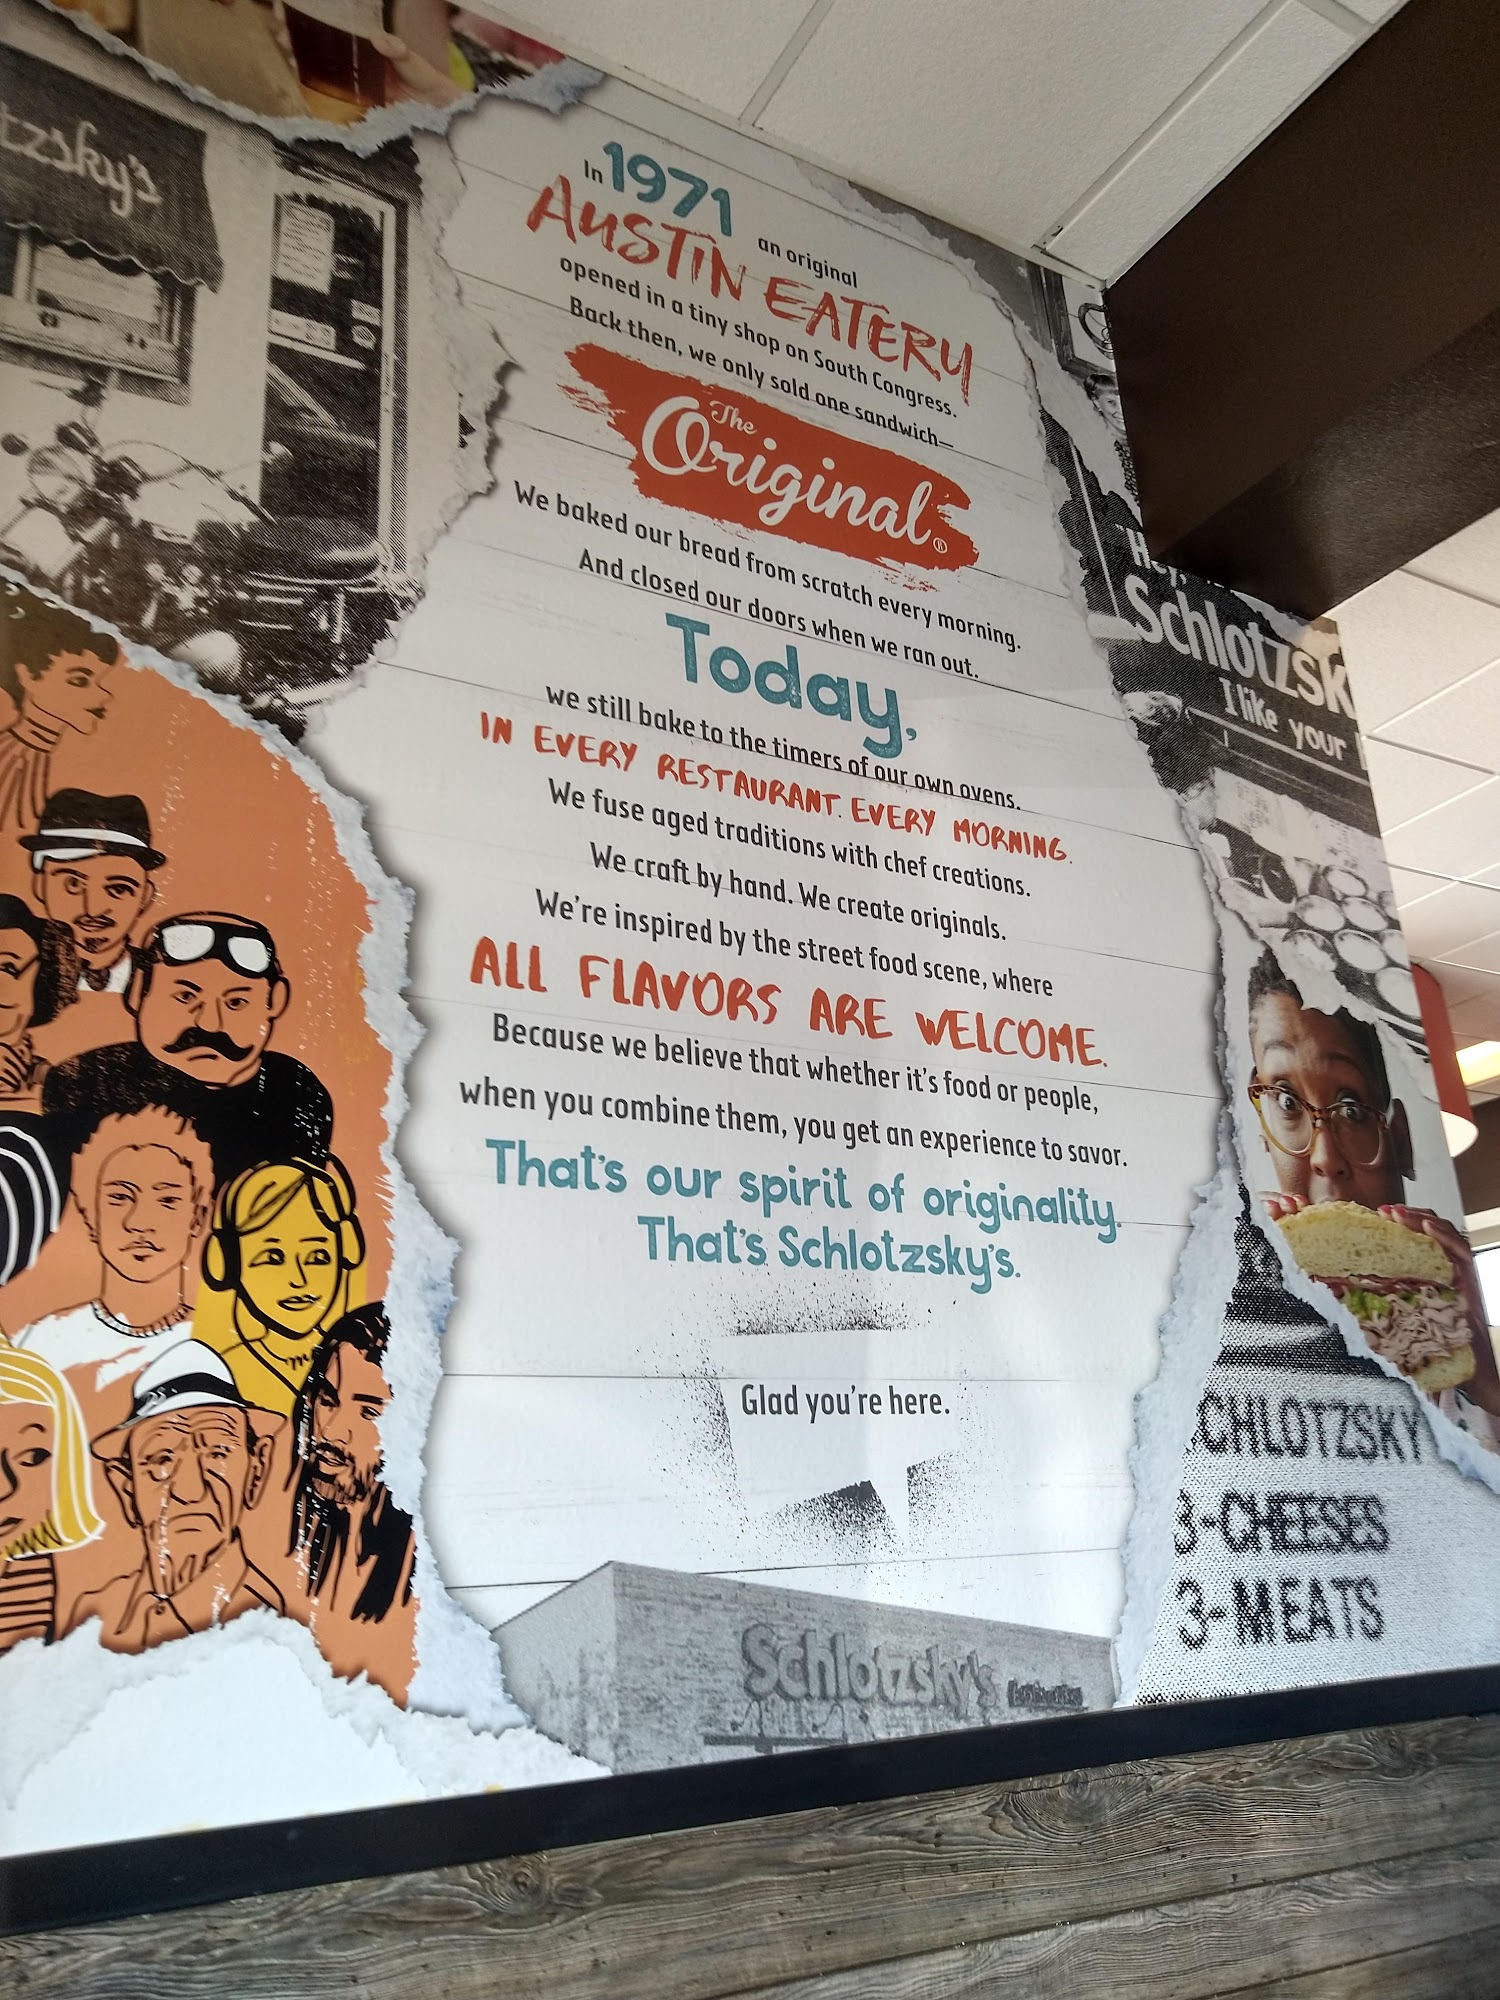 tzsky's
In 1971 an original
AUSTIN EATERY
opened in a tiny shop on South Congress.
Back then, we only sold one sandwich—
The
Original®
We baked our bread from scratch every morning.
And closed our doors when we ran out.
Today,
we still bake to the timers of our own ovens.
IN EVERY RESTAURANT. EVERY MORNING.
We fuse aged traditions with chef creations.
We craft by hand. We create originals.
We're inspired by the street food scene, where
ALL FLAVORS ARE WELCOME.
Because we believe that whether it's food or people,
when you combine them, you get an experience to savor.
That's our spirit of originality.
That's Schlotzsky's.
Glad you're here.
Schlotzsky's
"Hey,
Schlotzsk
I like your
CHLOTZSKY
3-CHEESES
3-MEATS